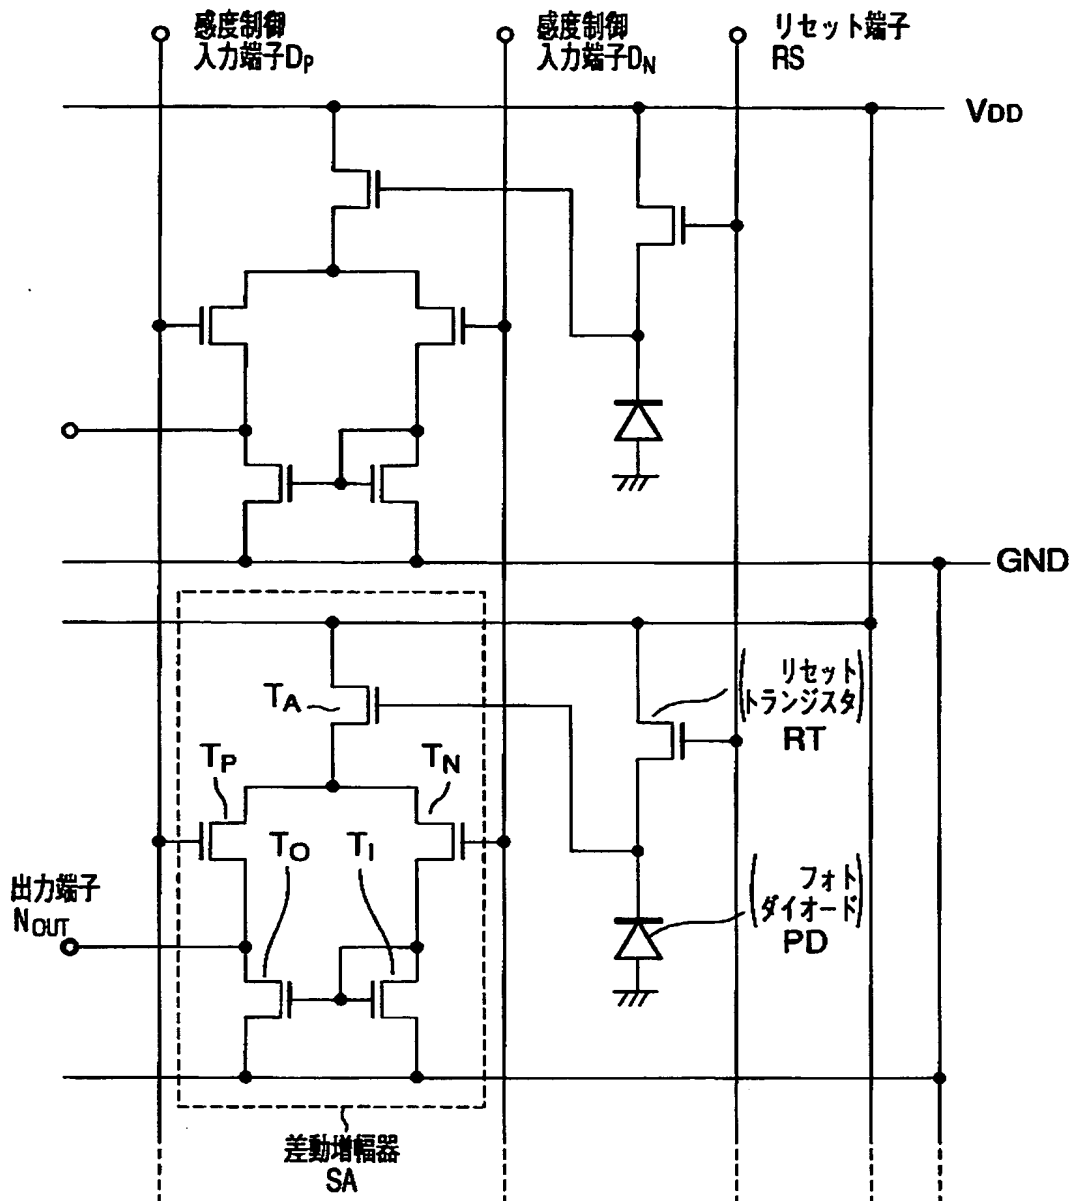 感度制御
入力端子DP
感度制御
入力端子DN
リセット端子
RS
VDD
GND
TA
TP
TN
TO
TI
(リセット
トランジスタ)
RT
出力端子
NOUT
(フォト
ダイオード)
PD
差動増幅器
SA